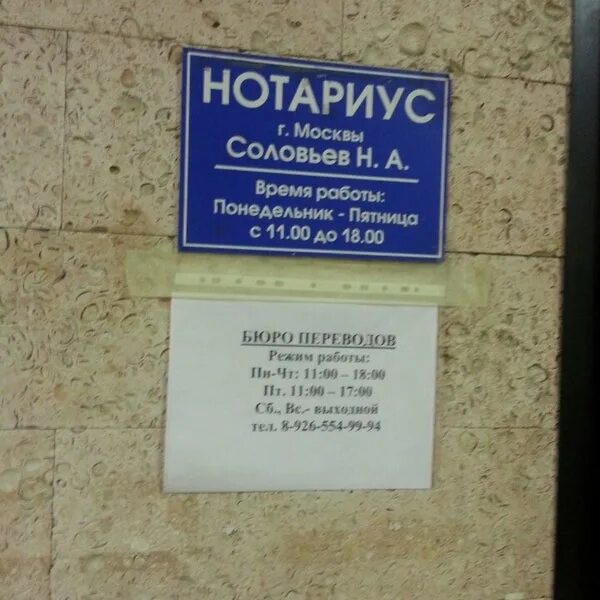 НОТАРИУС
г. Москвы
Соловьев Н. А.
Время работы:
Понедельник - Пятница
с 11.00 до 18.00
БЮРО ПЕРЕВОДОВ
Режим работы:
Пн-Чт: 11:00 – 18:00
Пт. 11:00 – 17:00
Сб., Вс.- выходной
тел. 8-926-554-99-94